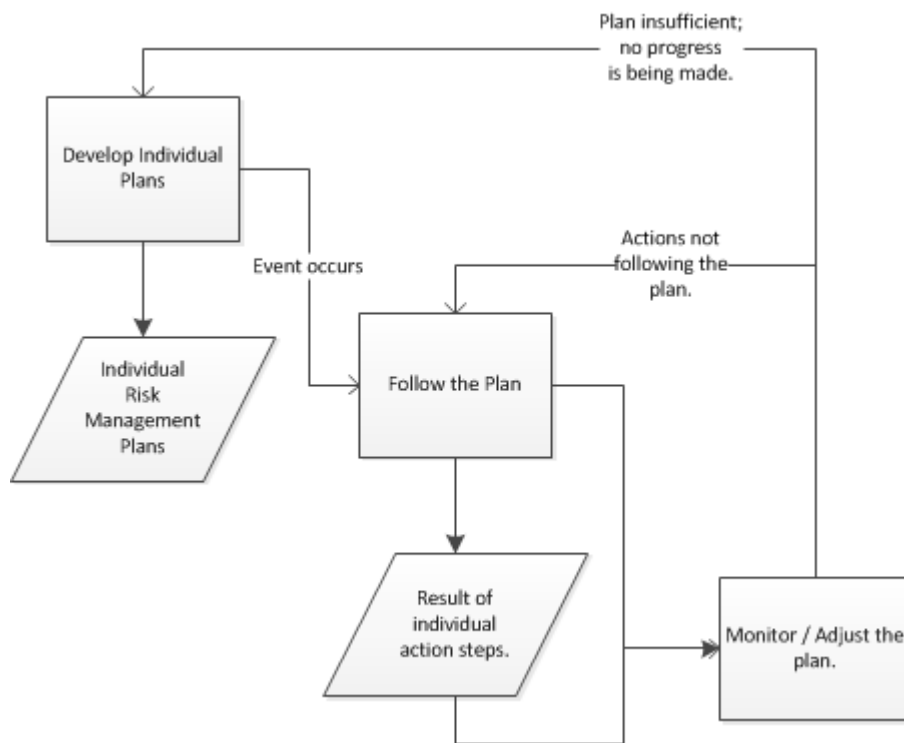 Plan insufficient;
no progress
is being made.
Develop Individual
Plans
Event occurs
Actions not
following the
plan.
Individual
Risk
Management
Plans
Follow the Plan
Result of
individual
action steps.
Monitor / Adjust the
plan.